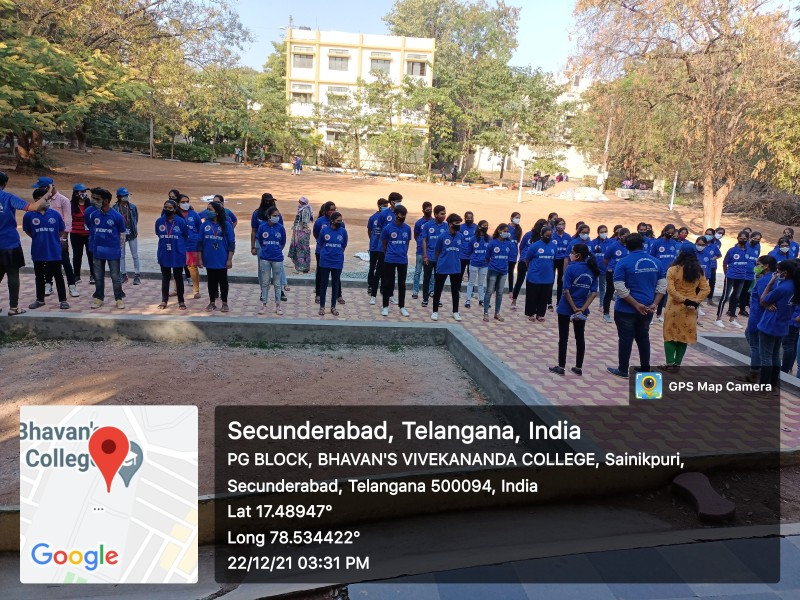 GPS Map Camera
Bhavan's
College
Google
Secunderabad, Telangana, India
PG BLOCK, BHAVAN'S VIVEKANANDA COLLEGE, Sainikpuri,
Secunderabad, Telangana 500094, India
Lat 17.48947°
Long 78.534422°
22/12/21 03:31 PM